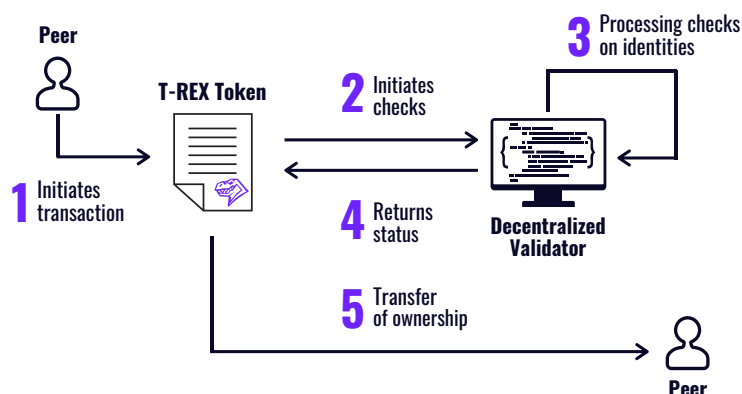 Peer
T-REX Token
1 Initiates
transaction
2 Initiates
checks
3 Processing checks
on identities
4 Returns
status
Decentralized
Validator
5 Transfer
of ownership
Peer